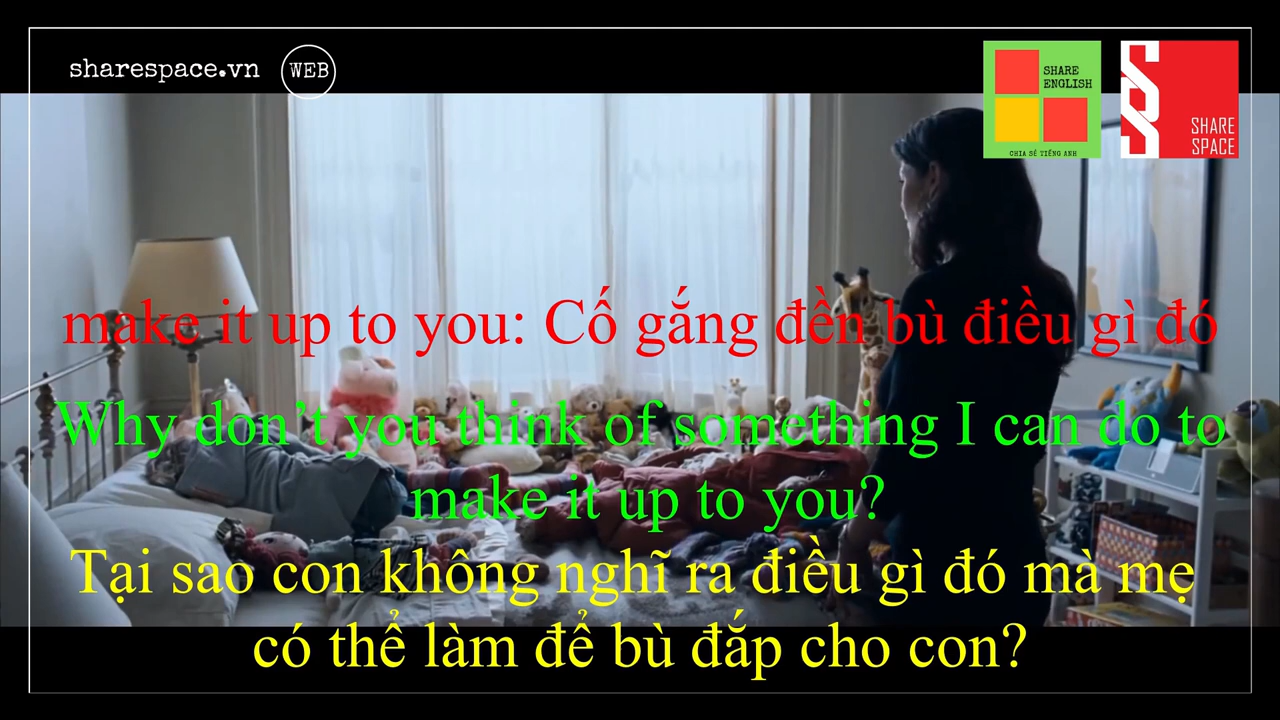 sharespace.vn WEB
SHARE
ENGLISH
CHIA SẺ TIẾNG ANH
SHARE
SPACE
make it up to you: Cố gắng đền bù điều gì đó
Why don't you think of something I can do to
make it up to you?
Tại sao con không nghĩ ra điều gì đó mà mẹ
có thể làm để bù đắp cho con?